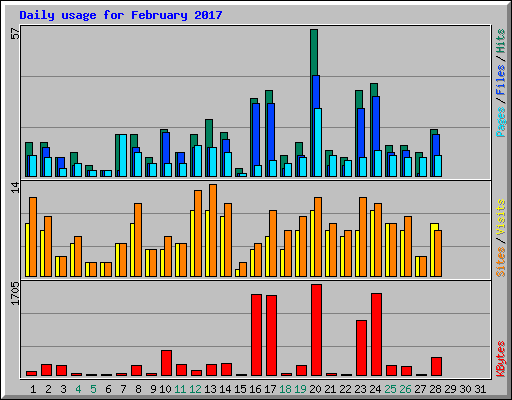 Daily usage for February 2017
57
Pages / Files / Hits
14
Sites / Visits
1705
KBytes
1 2 3 4 5 6 7 8 9 10 11 12 13 14 15 16 17 18 19 20 21 22 23 24 25 26 27 28 29 30 31